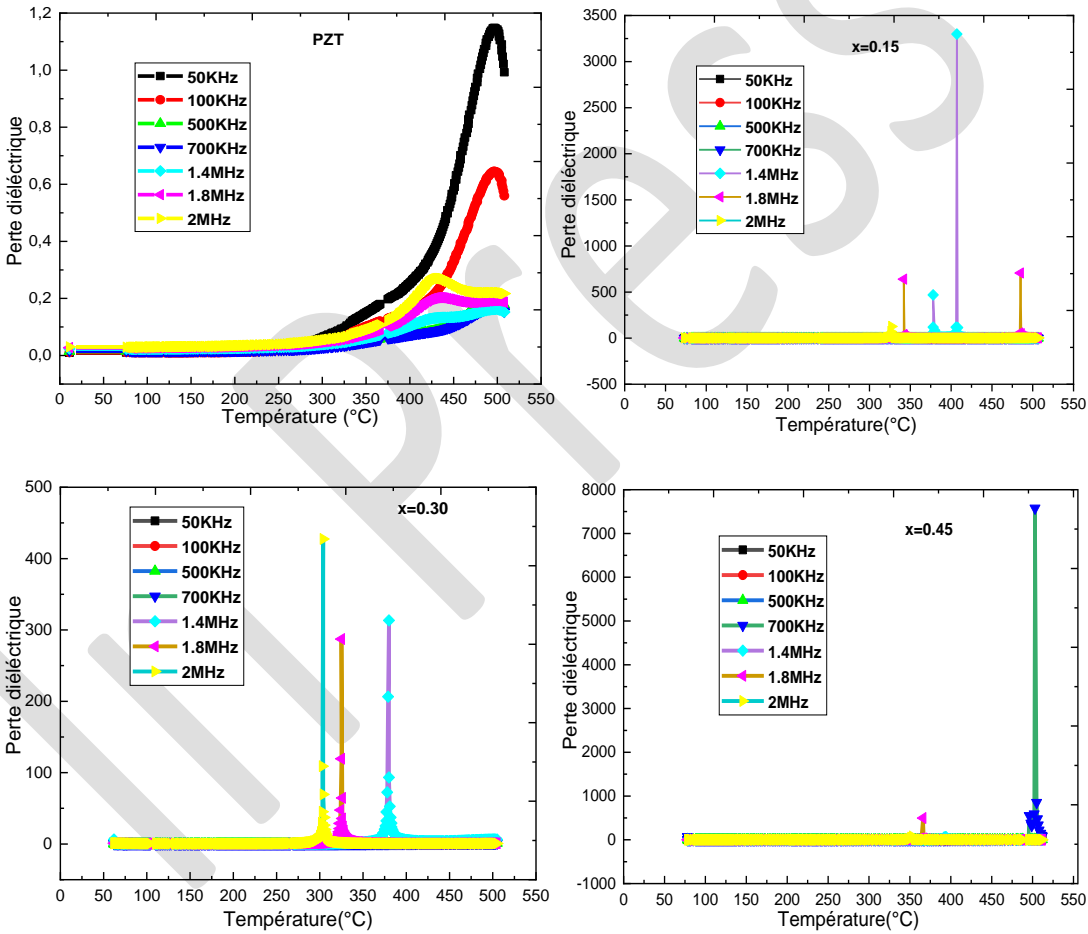 PZT
50KHz
100KHz
500KHz
700KHz
1.4MHz
1.8MHz
2MHz
Perte diéléctrique
0,0
0,2
0,4
0,6
0,8
1,0
1,2
0 50 100 150 200 250 300 350 400 450 500 550
Température (°C)
x=0.15
50KHz
100KHz
500KHz
700KHz
1.4MHz
1.8MHz
2MHz
Perte diéléctrique
-500
0
500
1000
1500
2000
2500
3000
3500
0 50 100 150 200 250 300 350 400 450 500 550
Température(°C)
x=0.30
50KHz
100KHz
500KHz
700KHz
1.4MHz
1.8MHz
2MHz
Perte diéléctrique
0
100
200
300
400
500
0 50 100 150 200 250 300 350 400 450 500 550
Température(°C)
x=0.45
50KHz
100KHz
500KHz
700KHz
1.4MHz
1.8MHz
2MHz
Perte diéléctrique
-1000
0
1000
2000
3000
4000
5000
6000
7000
8000
0 50 100 150 200 250 300 350 400 450 500 550
Température(°C)